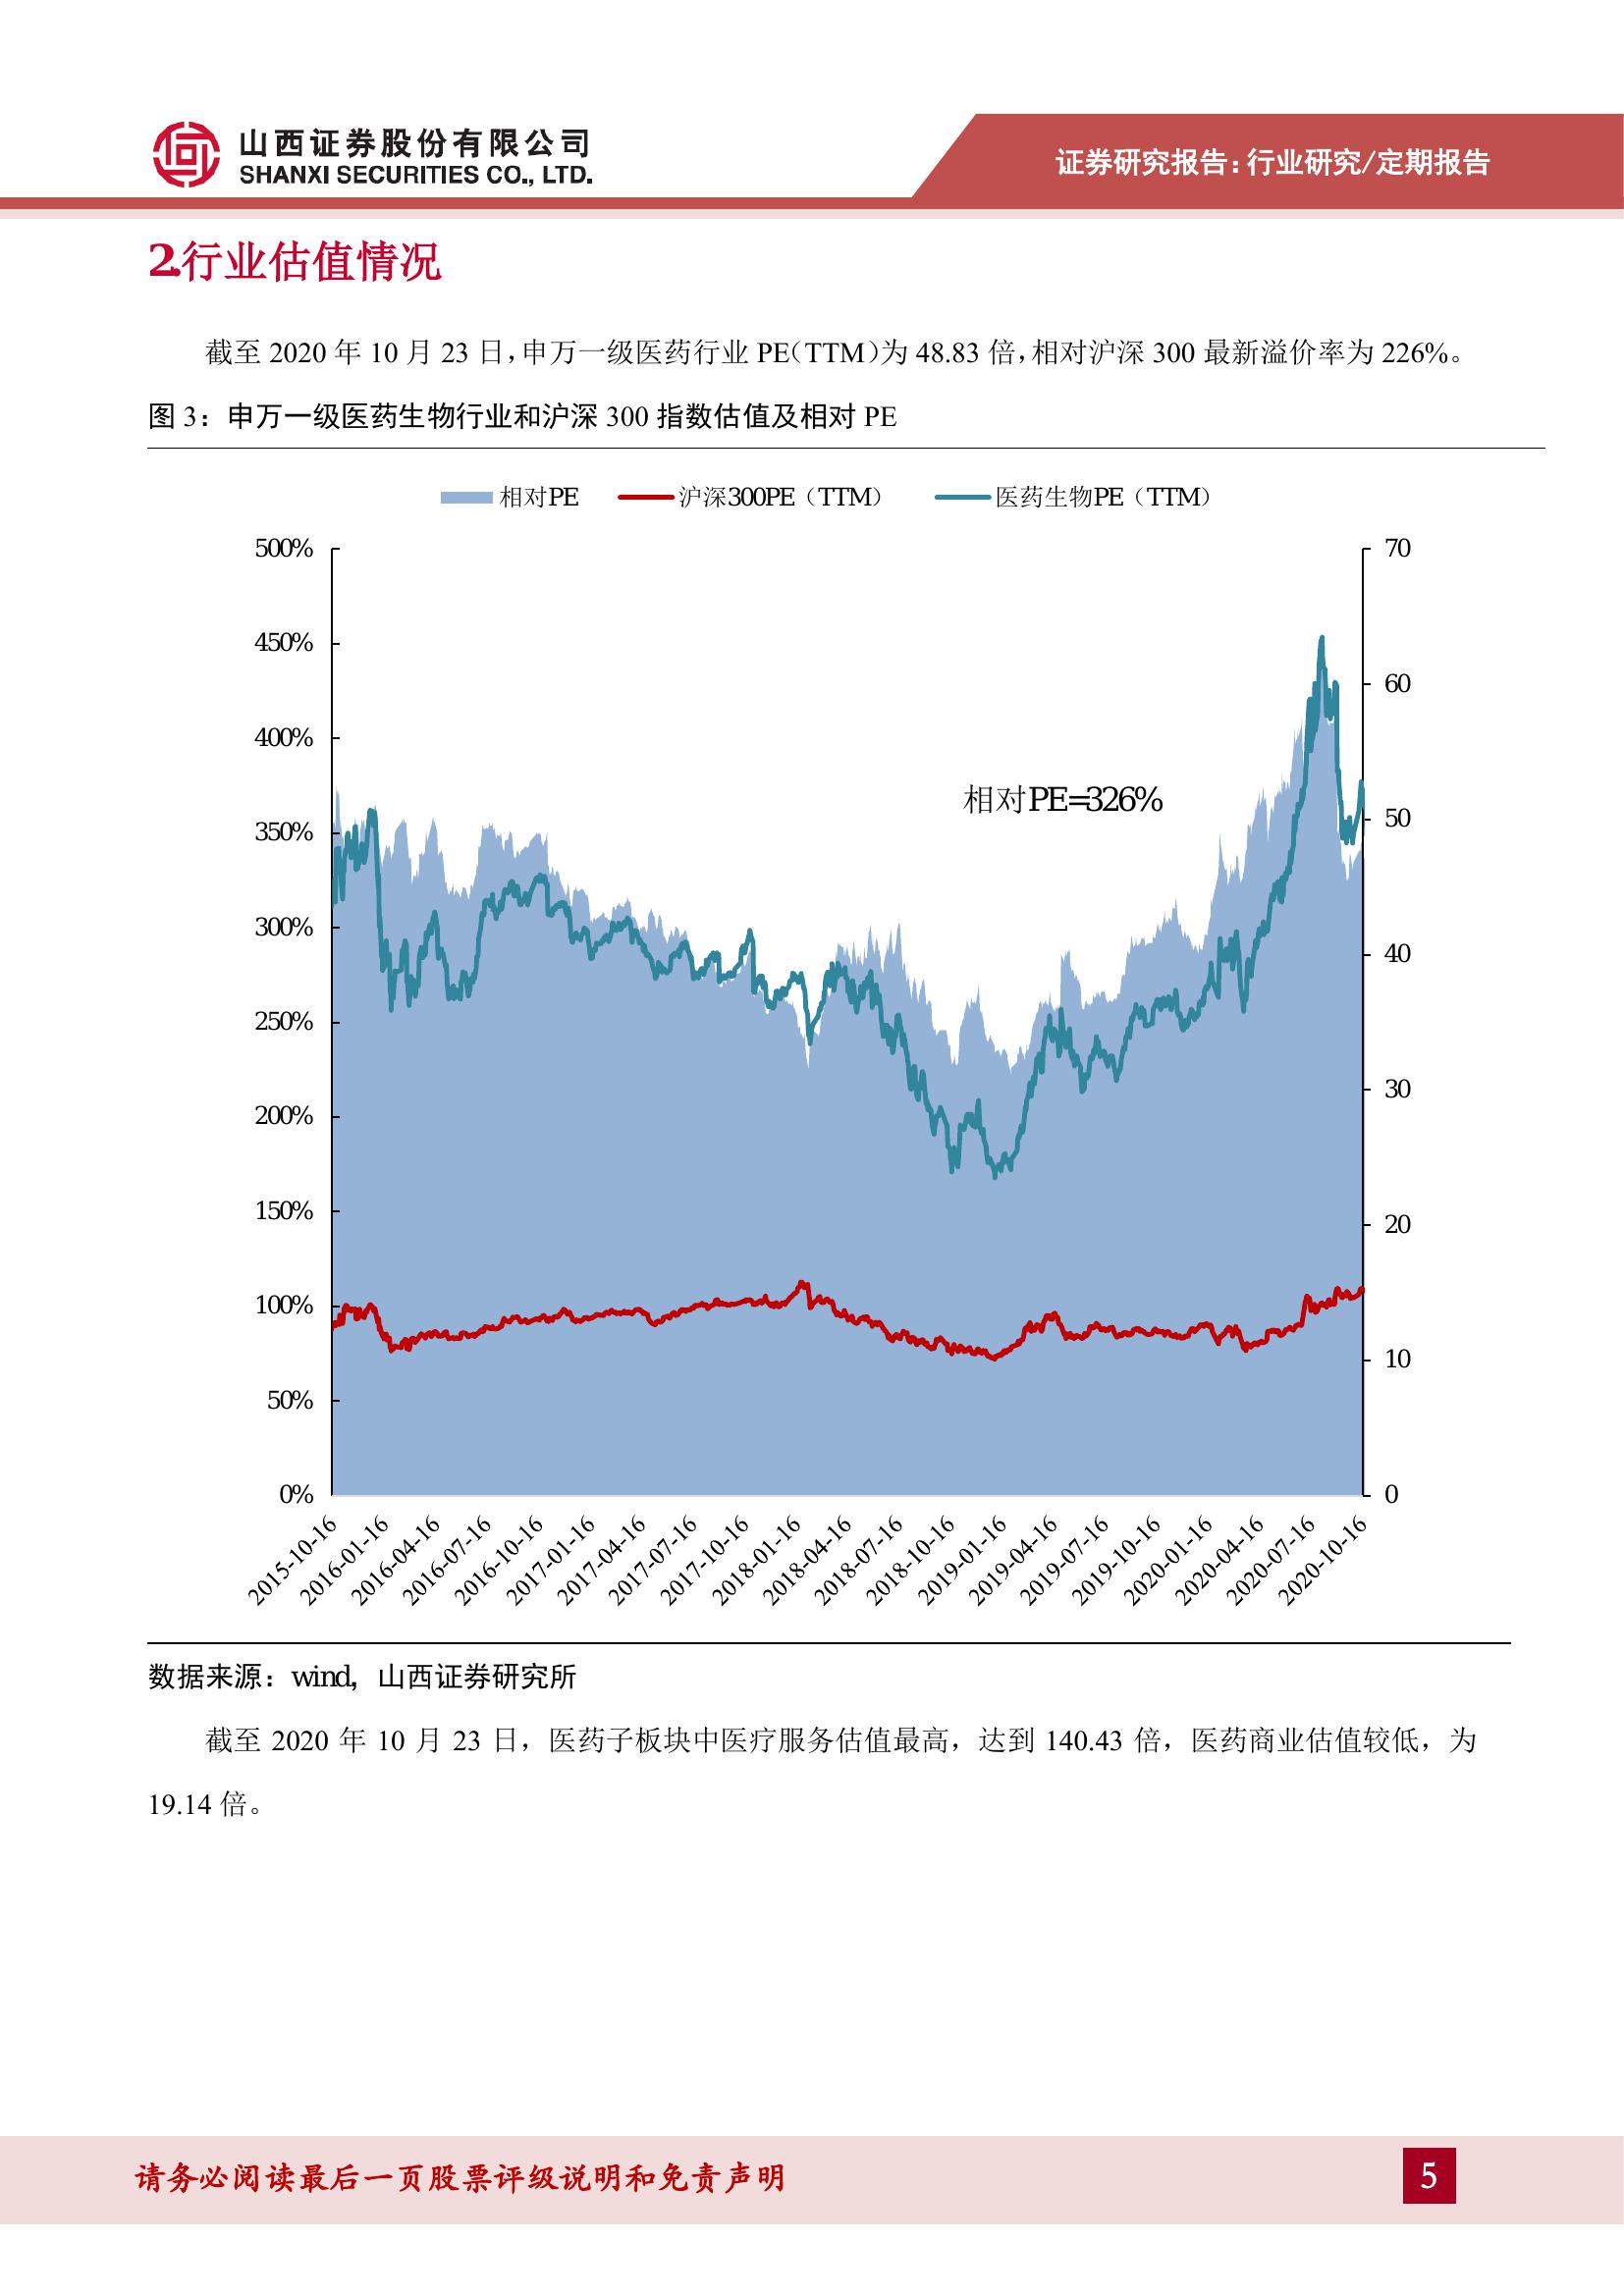 山西证券股份有限公司
SHANXI SECURITIES CO., LTD.
证券研究报告:行业研究/定期报告
2.行业估值情况
截至 2020 年 10 月 23 日，申万一级医药行业 PE（TTM）为 48.83 倍，相对沪深 300 最新溢价率为 226%。
图 3：申万一级医药生物行业和沪深 300 指数估值及相对 PE
相对PE 沪深300PE（TTM） 医药生物PE（TTM）
500% 70
450%
60
400%
相对PE=326%
350% 50
300%
40
250%
30
200%
150% 20
100%
10
50%
0% 0
2015-10-16 2016-01-16 2016-04-16 2016-07-16 2016-10-16 2017-01-16 2017-04-16 2017-07-16 2017-10-16 2018-01-16 2018-04-16 2018-07-16 2018-10-16 2019-01-16 2019-04-16 2019-07-16 2019-10-16 2020-01-16 2020-04-16 2020-07-16 2020-10-16
数据来源：wind，山西证券研究所
截至 2020 年 10 月 23 日，医药子板块中医疗服务估值最高，达到 140.43 倍，医药商业估值较低，为
19.14 倍。
请务必阅读最后一页股票评级说明和免责声明
5